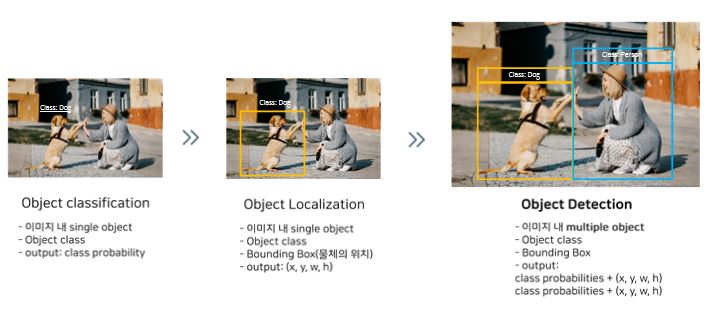 Class: Dog
Object classification
- 이미지 내 single object
- Object class
- output: class probability
Class: Dog
Object Localization
- 이미지 내 single object
- Object class
- Bounding Box(물체의 위치)
- output: (x, y, w, h)
Class: Person
Class: Dog
Object Detection
- 이미지 내 multiple object
- Object class
- Bounding Box
- output:
class probabilities + (x, y, w, h)
class probabilities + (x, y, w, h)